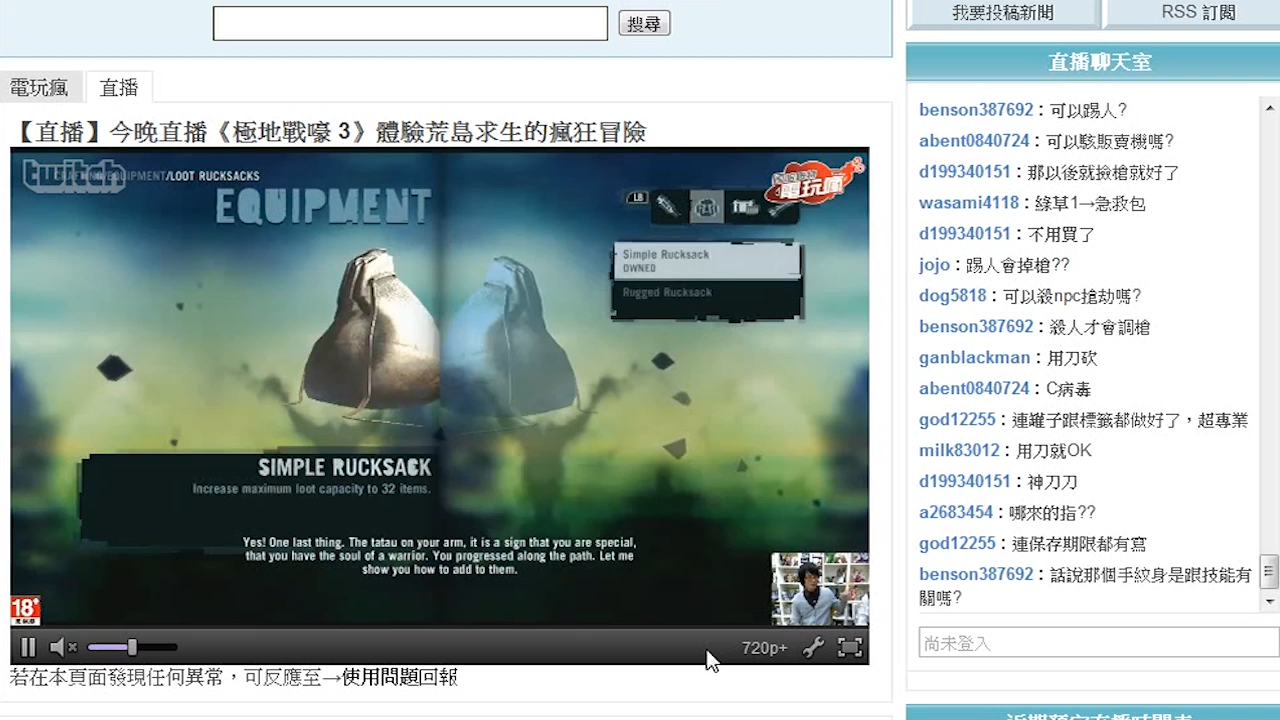 搜尋
我要投稿新聞
RSS 訂閱
電玩瘋
直播
【直播】今晚直播《極地戰嚎 3》體驗荒島求生的瘋狂冒險
twitch
EQUIPMENT/LOOT RUCKSACKS
EQUIPMENT
LB
電玩瘋
Simple Rucksack
OWNED
Rugged Rucksack
SIMPLE RUCKSACK
Increase maximum loot capacity to 32 items.
Yes! One last thing. The tatau on your arm, it is a sign that you are special,
that you have the soul of a warrior. You progressed along the path. Let me
show you how to add to them.
18+
720p+
若在本頁面發現任何異常，可反應至→使用問題回報
直播聊天室
benson387692：可以踢人?
abent0840724：可以駭販賣機嗎?
d199340151：那以後就撿槍就好了
wasami4118：綠草1→急救包
d199340151：不用買了
jojo：踢人會掉槍??
dog5818：可以殺npc搶劫嗎?
benson387692：殺人才會調槍
ganblackman：用刀砍
abent0840724：C病毒
god12255：連罐子跟標籤都做好了，超專業
milk83012：用刀就OK
d199340151：神刀刀
a2683454：哪來的指??
god12255：連保存期限都有寫
benson387692：話說那個手紋身是跟技能有
關嗎?
尚未登入